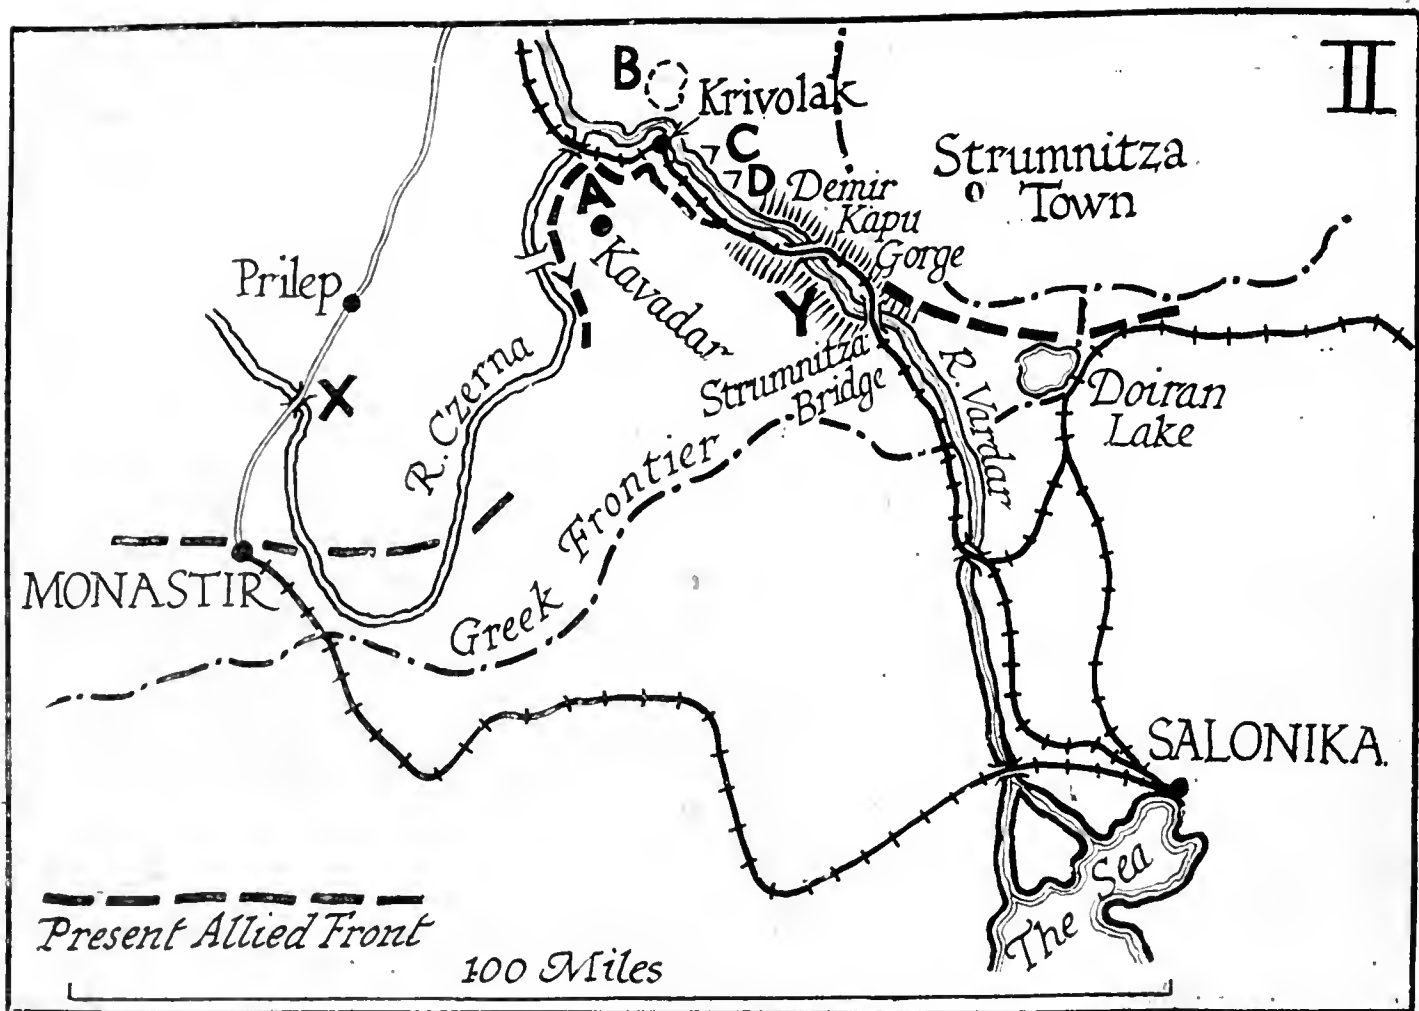 II
B
Krivolak
C
D
Demir
Kapu
Gorge
Strumnitza
Town
A
Kavadar
Prilep
X
Y
Strumnitza
Bridge
R. Czerna
R. Vardar
Doiran
Lake
Greek Frontier
MONASTIR
SALONIKA.
The Sea
Present Allied Front
100 Miles